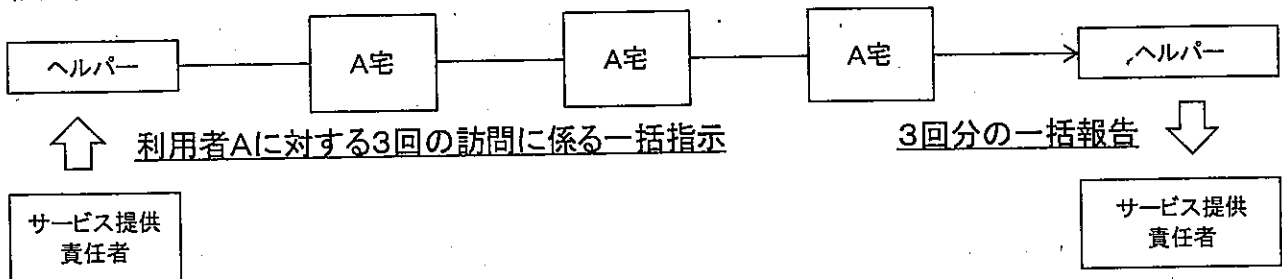 ヘルパー
A宅
A宅
A宅
ヘルパー
利用者Aに対する3回の訪問に係る一括指示
3回分の一括報告
サービス提供
責任者
サービス提供
責任者